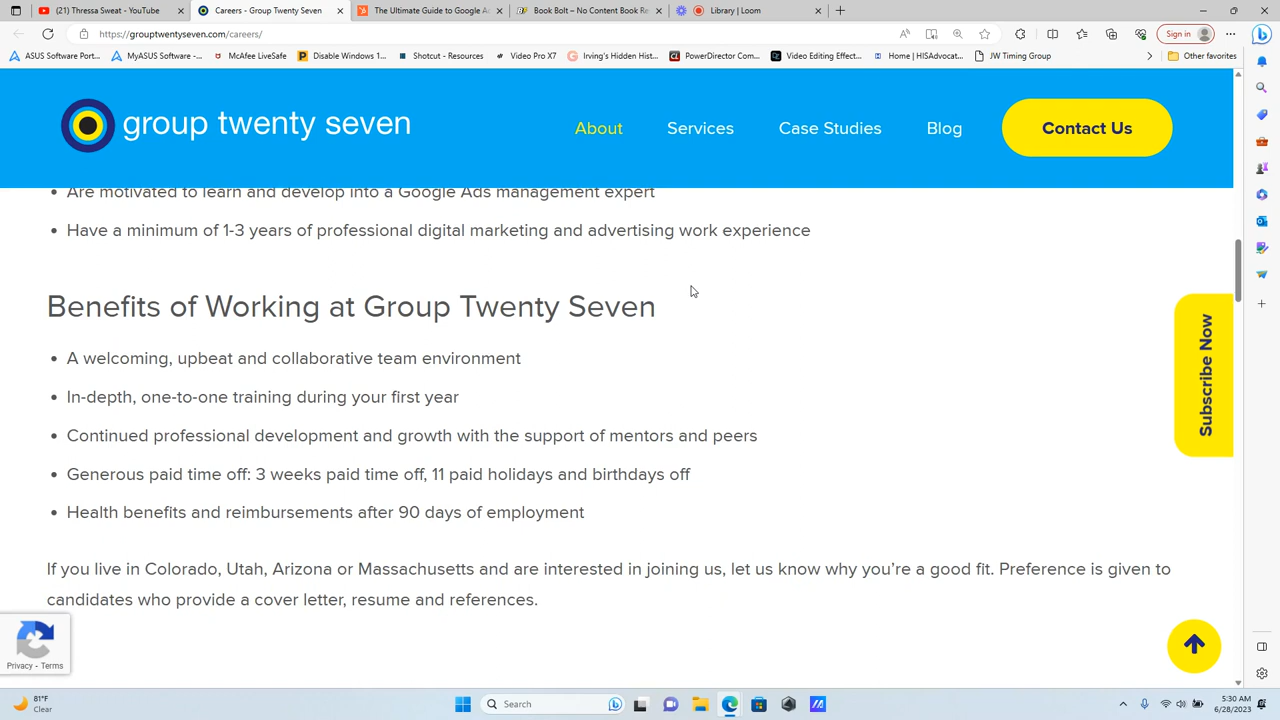 (21) Thressa Sweat - YouTube
Careers - Group Twenty Seven
The Ultimate Guide to Google A
Book Bolt – No Content Book Re
Library | Loom
https://grouptwentyseven.com/careers/
Sign in
ASUS Software Port...
MyASUS Software -...
McAfee LiveSafe
Disable Windows 1...
Shotcut - Resources
Video Pro X7
Irving's Hidden Hist...
PowerDirector Com...
Video Editing Effect...
Home | HISAdvocat...
JW Timing Group
Other favorites
group twenty seven
About
Services
Case Studies
Blog
Contact Us
• Are motivated to learn and develop into a Google Ads management expert
• Have a minimum of 1-3 years of professional digital marketing and advertising work experience
Benefits of Working at Group Twenty Seven
• A welcoming, upbeat and collaborative team environment
• In-depth, one-to-one training during your first year
• Continued professional development and growth with the support of mentors and peers
• Generous paid time off: 3 weeks paid time off, 11 paid holidays and birthdays off
• Health benefits and reimbursements after 90 days of employment
If you live in Colorado, Utah, Arizona or Massachusetts and are interested in joining us, let us know why you're a good fit. Preference is given to
candidates who provide a cover letter, resume and references.
Subscribe Now
Privacy - Terms
81°F
Clear
Search
5:30 AM
6/28/2023